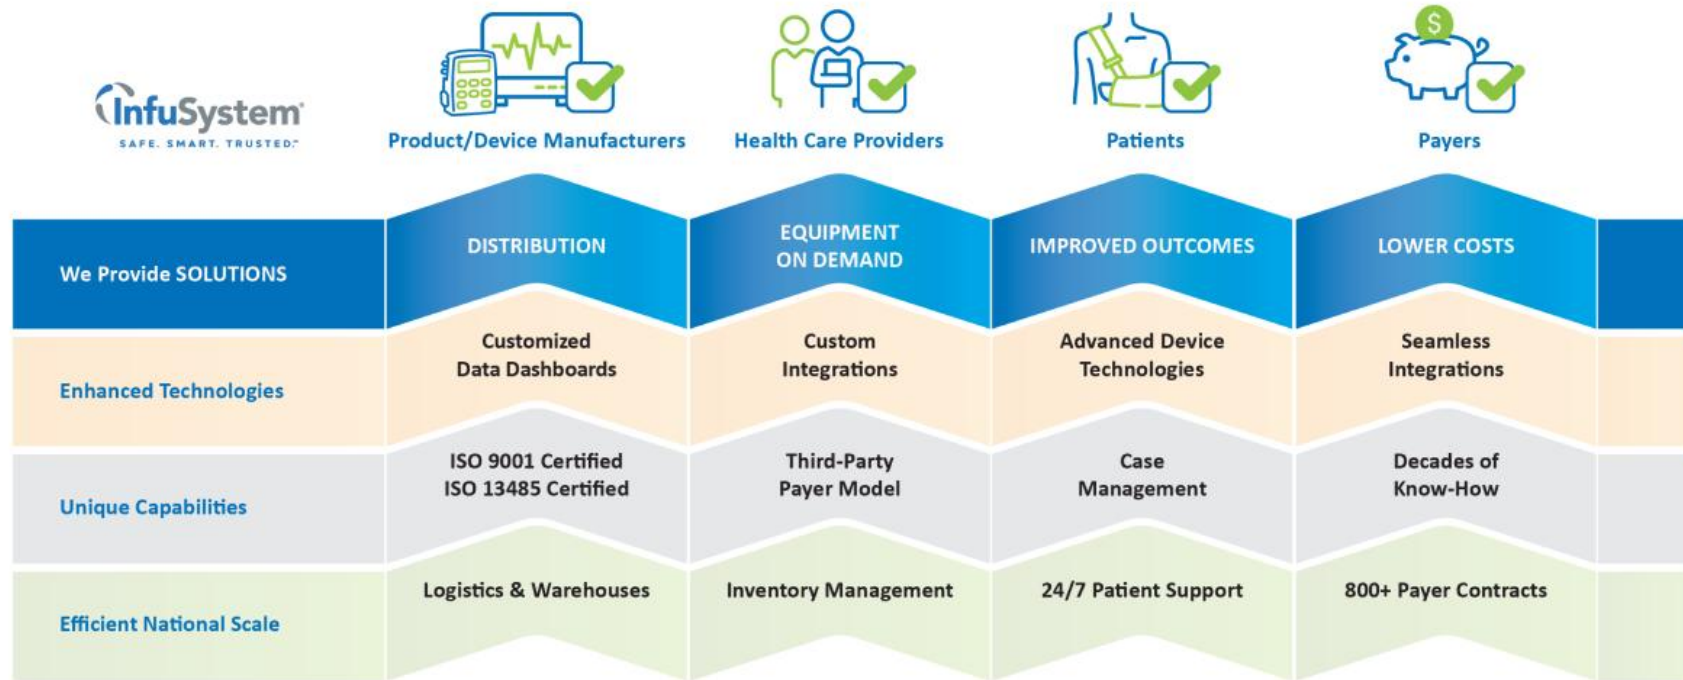 InfuSystem®
SAFE. SMART. TRUSTED.℠
Product/Device Manufacturers
Health Care Providers
Patients
$
Payers
We Provide SOLUTIONS
DISTRIBUTION
EQUIPMENT
ON DEMAND
IMPROVED OUTCOMES
LOWER COSTS
Enhanced Technologies
Customized
Data Dashboards
Custom
Integrations
Advanced Device
Technologies
Seamless
Integrations
Unique Capabilities
ISO 9001 Certified
ISO 13485 Certified
Third-Party
Payer Model
Case
Management
Decades of
Know-How
Efficient National Scale
Logistics & Warehouses
Inventory Management
24/7 Patient Support
800+ Payer Contracts